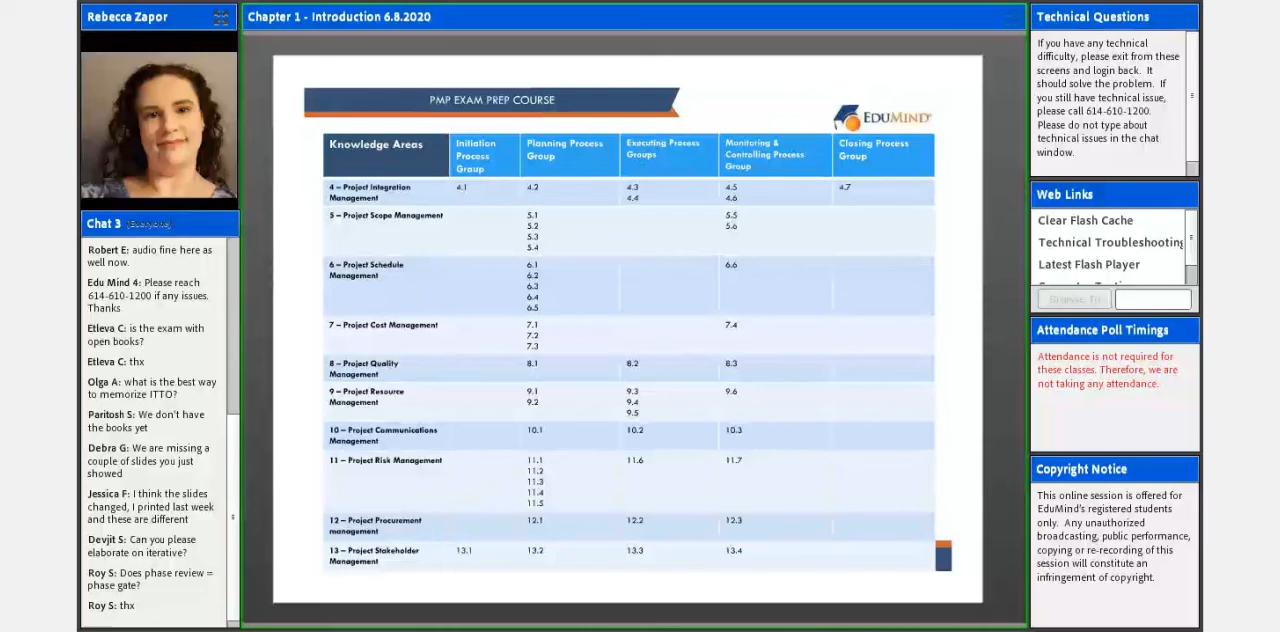 Rebecca Zapor
Chat 3 (Everyone)
Robert E: audio fine here as
well now.
Edu Mind 4: Please reach
614-610-1200 if any issues.
Thanks
Etleva C: is the exam with
open books?
Etleva C: thx
Olga A: what is the best way
to memorize ITTO?
Paritosh S: We don't have
the books yet
Debra G: We are missing a
couple of slides you just
showed
Jessica F: I think the slides
changed, I printed last week
and these are different
Devjit S: Can you please
elaborate on iterative?
Roy S: Does phase review =
phase gate?
Roy S: thx
Chapter 1 - Introduction 6.8.2020
PMP EXAM PREP COURSE
EDUMIND
Knowledge Areas
Initiation
Process
Group
Planning Process
Group
Executing Process
Groups
Monitoring &
Controlling Process
Group
Closing Process
Group
4 – Project Integration
Management
4.1
4.2
4.3
4.4
4.5
4.6
4.7
5 – Project Scope Management
5.1
5.2
5.3
5.4
5.5
5.6
6 – Project Schedule
Management
6.1
6.2
6.3
6.4
6.5
6.6
7 – Project Cost Management
7.1
7.2
7.3
7.4
8 – Project Quality
Management
8.1
8.2
8.3
9 – Project Resource
Management
9.1
9.2
9.3
9.4
9.5
9.6
10 – Project Communications
Management
10.1
10.2
10.3
11 – Project Risk Management
11.1
11.2
11.3
11.4
11.5
11.6
11.7
12 – Project Procurement
management
12.1
12.2
12.3
13 – Project Stakeholder
Management
13.1
13.2
13.3
13.4
Technical Questions
If you have any technical
difficulty, please exit from these
screens and login back. It
should solve the problem. If
you still have technical issue,
please call 614-610-1200.
Please do not type about
technical issues in the chat
window.
Web Links
Clear Flash Cache
Technical Troubleshooting
Latest Flash Player
Browse To
Attendance Poll Timings
Attendance is not required for
these classes. Therefore, we are
not taking any attendance.
Copyright Notice
This online session is offered for
EduMind's registered students
only. Any unauthorized
broadcasting, public performance,
copying or re-recording of this
session will constitute an
infringement of copyright.